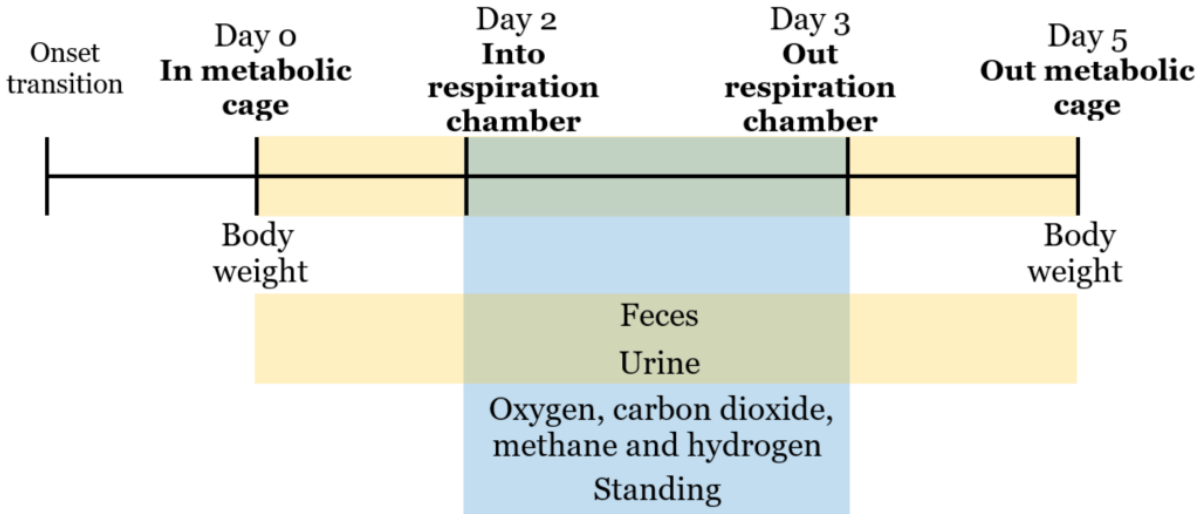 Onset
transition
Day 0
In metabolic
cage
Day 2
Into
respiration
chamber
Day 3
Out
respiration
chamber
Day 5
Out metabolic
cage
Body
weight
Body
weight
Feces
Urine
Oxygen, carbon dioxide,
methane and hydrogen
Standing